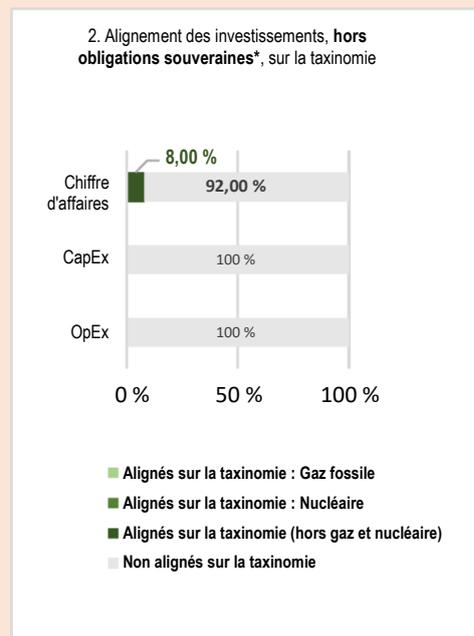 2. Alignement des investissements, hors
obligations souveraines*, sur la taxinomie
8,00 %
Chiffre
d'affaires
92,00 %
CapEx
100 %
OpEx
100 %
0 %
50 %
100 %
Alignés sur la taxinomie : Gaz fossile
Alignés sur la taxinomie : Nucléaire
Alignés sur la taxinomie (hors gaz et nucléaire)
Non alignés sur la taxinomie